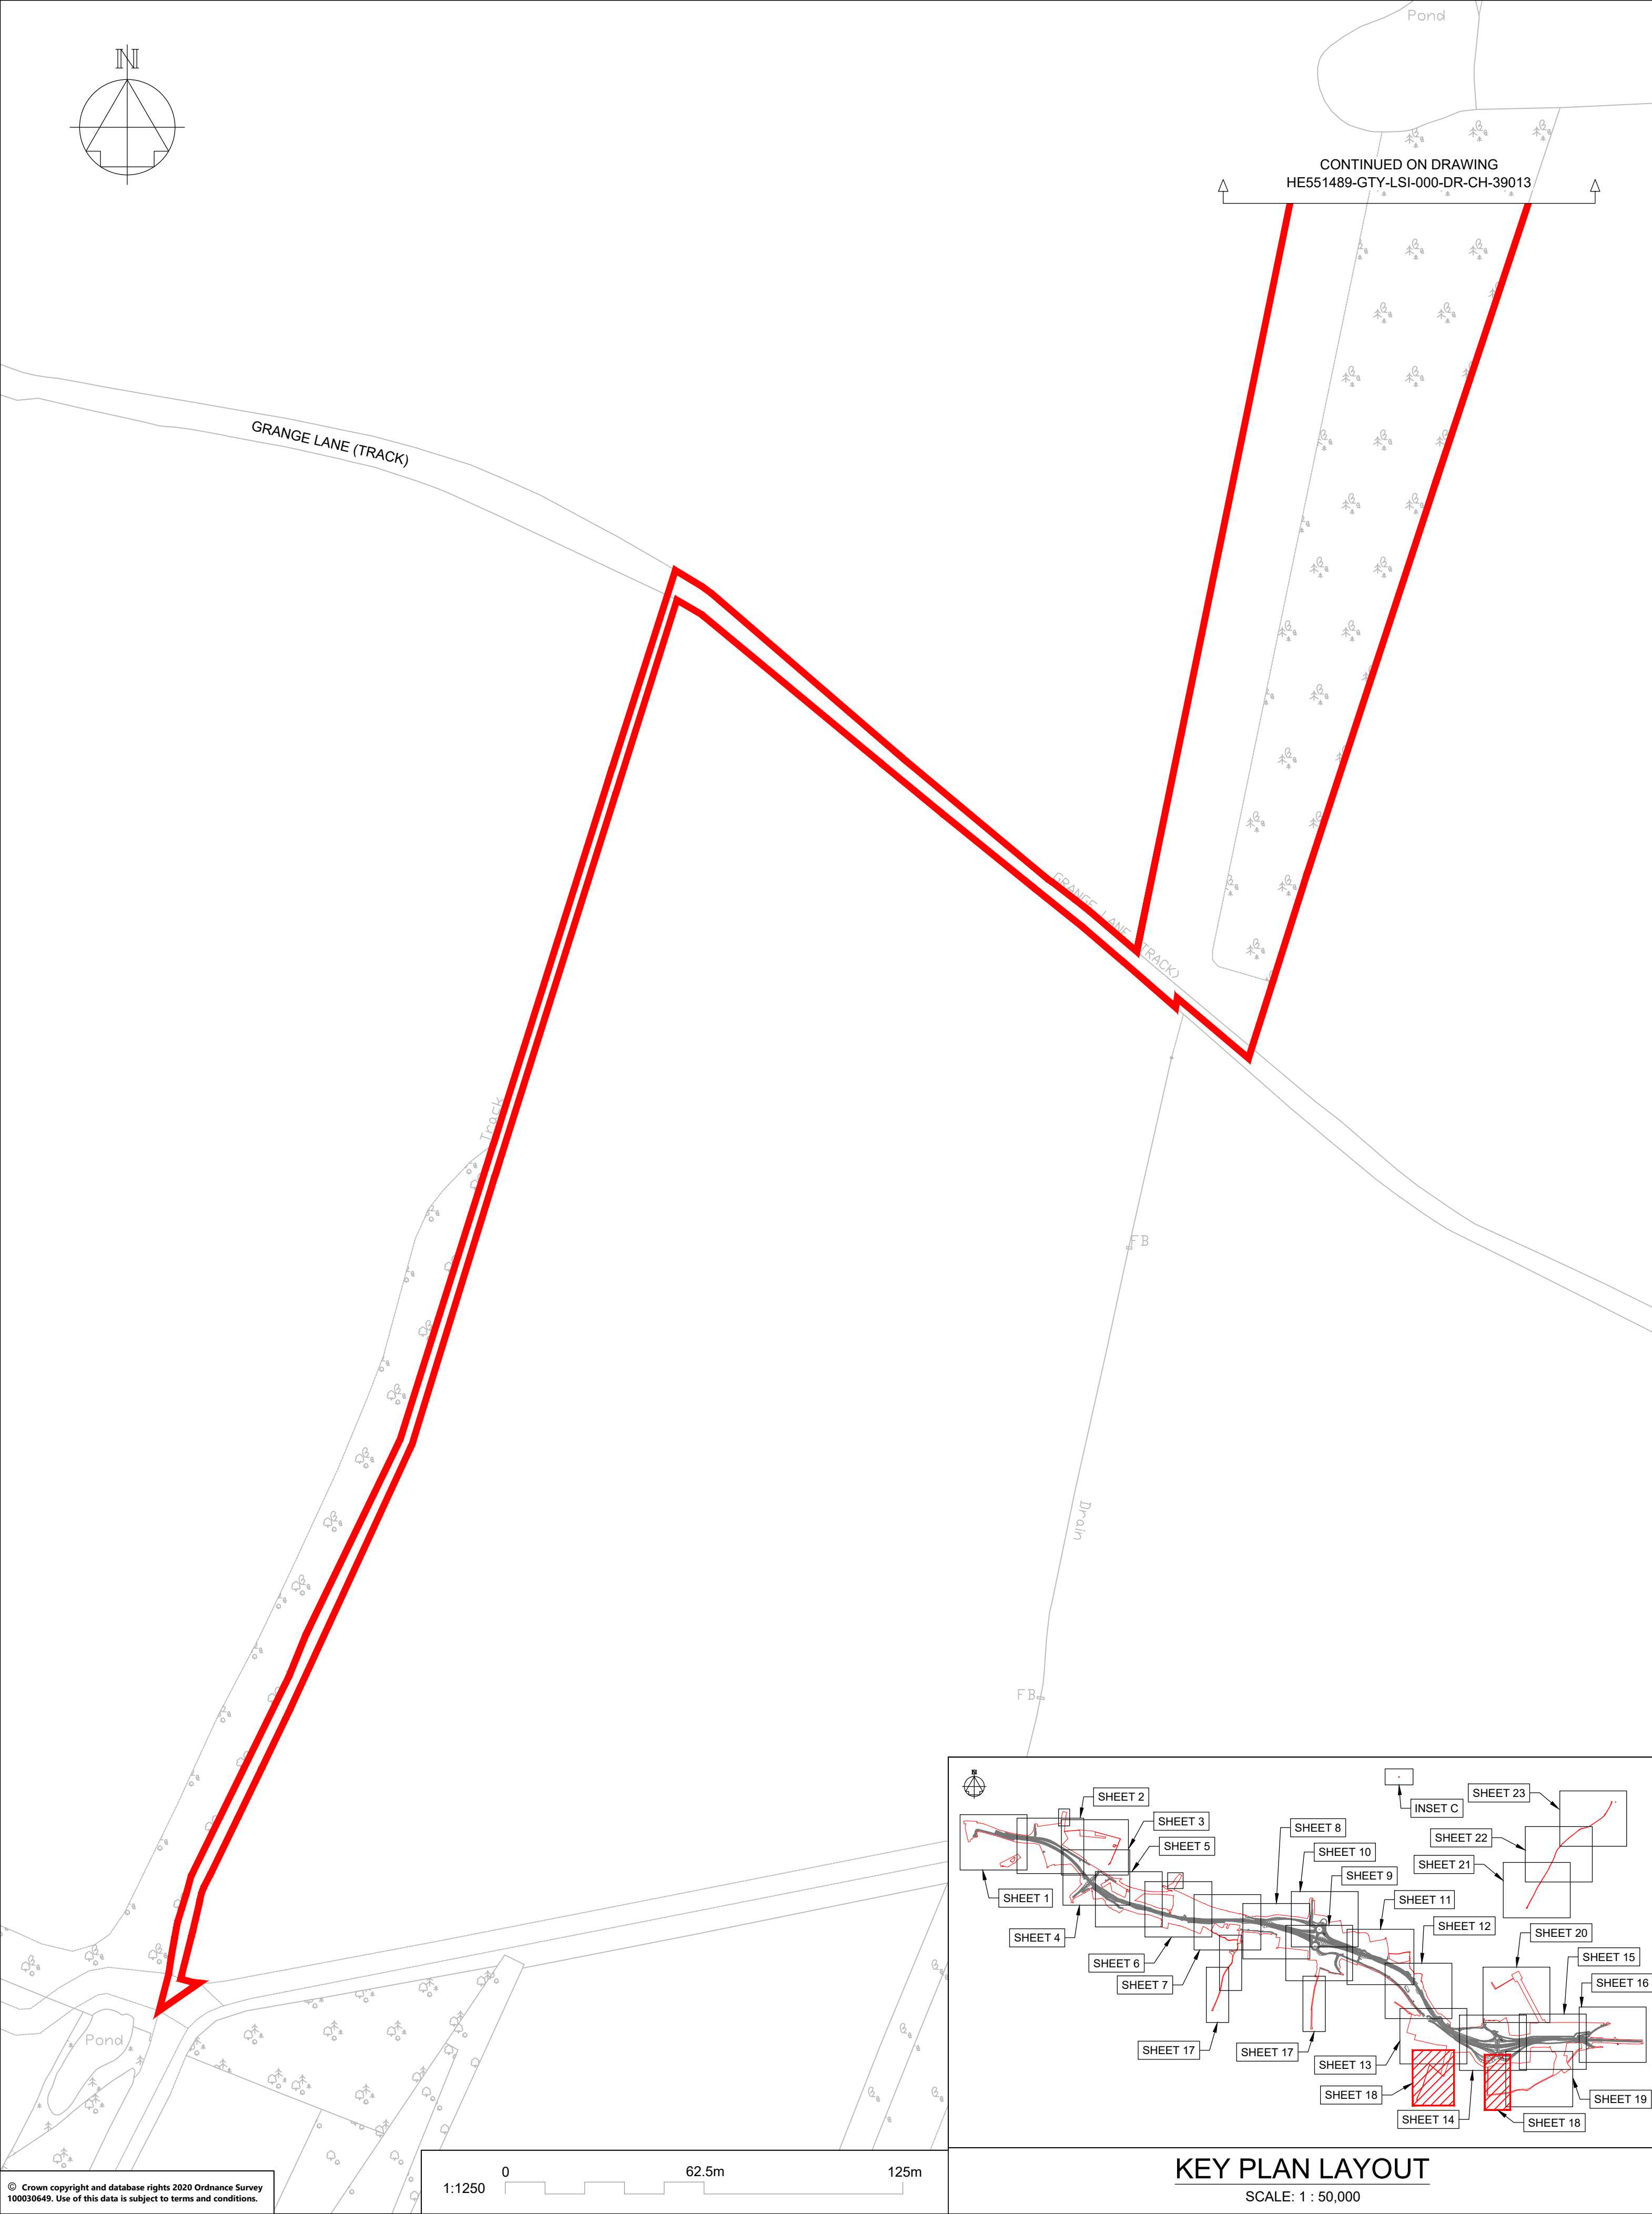 Pond
N
CONTINUED ON DRAWING
HE551489-GTY-LSI-000-DR-CH-39013
GRANGE LANE (TRACK)
GRANGE LANE (TRACK)
Track
FB
Drain
FB
Pond
N
SHEET 2
SHEET 3
SHEET 5
SHEET 1
SHEET 4
SHEET 6
SHEET 7
SHEET 8
SHEET 10
SHEET 9
SHEET 11
SHEET 12
INSET C
SHEET 23
SHEET 22
SHEET 21
SHEET 20
SHEET 15
SHEET 16
SHEET 17
SHEET 17
SHEET 13
SHEET 18
SHEET 14
SHEET 18
SHEET 19
KEY PLAN LAYOUT
SCALE: 1 : 50,000
1:1250
0
62.5m
125m
© Crown copyright and database rights 2020 Ordnance Survey
100030649. Use of this data is subject to terms and conditions.